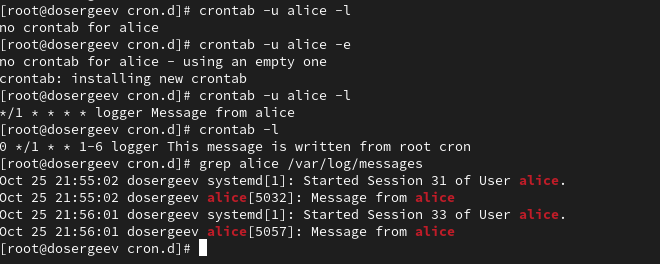 [root@dosergeev cron.d]# crontab -u alice -l
no crontab for alice
[root@dosergeev cron.d]# crontab -u alice -e
no crontab for alice - using an empty one
crontab: installing new crontab
[root@dosergeev cron.d]# crontab -u alice -l
*/1 * * * * logger Message from alice
[root@dosergeev cron.d]# crontab -l
0 */1 * * 1-6 logger This message is written from root cron
[root@dosergeev cron.d]# grep alice /var/log/messages
Oct 25 21:55:02 dosergeev systemd[1]: Started Session 31 of User alice.
Oct 25 21:55:02 dosergeev alice[5032]: Message from alice
Oct 25 21:56:01 dosergeev systemd[1]: Started Session 33 of User alice.
Oct 25 21:56:01 dosergeev alice[5057]: Message from alice
[root@dosergeev cron.d]#